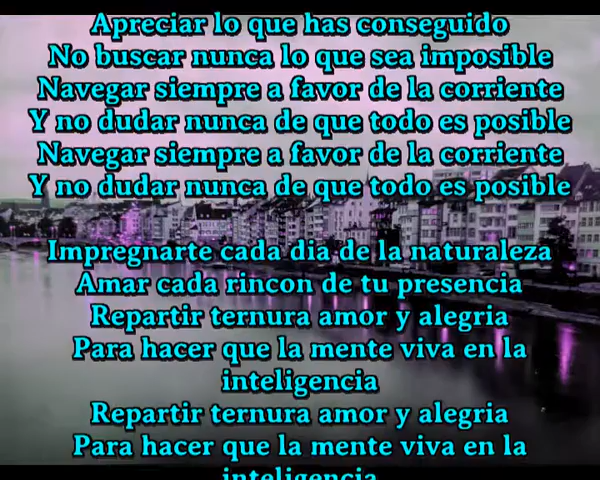 Apreciar lo que has conseguido
No buscar nunca lo que sea imposible
Navegar siempre a favor de la corriente
Y no dudar nunca de que todo es posible
Navegar siempre a favor de la corriente
Y no dudar nunca de que todo es posible
Impregnarte cada dia de la naturaleza
Amar cada rincon de tu presencia
Repartir ternura amor y alegria
Para hacer que la mente viva en la
inteligencia
Repartir ternura amor y alegria
Para hacer que la mente viva en la
inteligencia